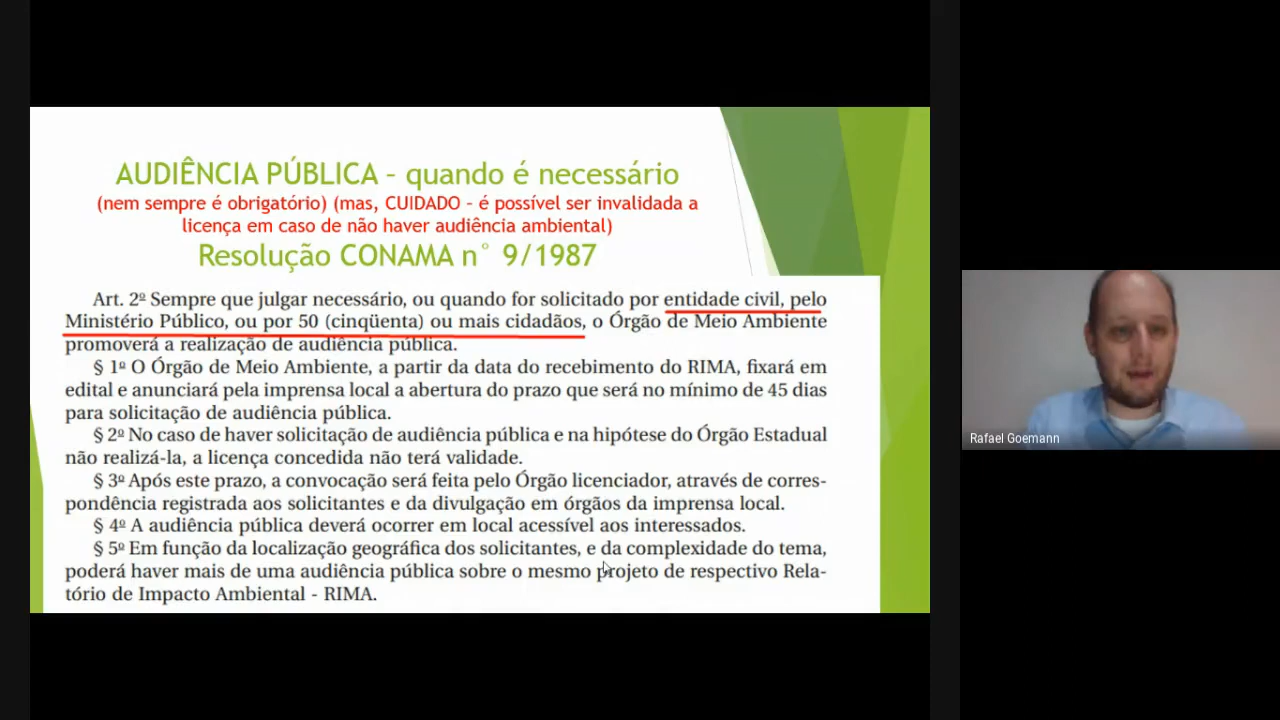 AUDIÊNCIA PÚBLICA – quando é necessário
(nem sempre é obrigatório) (mas, CUIDADO – é possível ser invalidada a
licença em caso de não haver audiência ambiental)
Resolução CONAMA n° 9/1987
Art. 2º Sempre que julgar necessário, ou quando for solicitado por entidade civil, pelo
Ministério Público, ou por 50 (cinqüenta) ou mais cidadãos, o Órgão de Meio Ambiente
promoverá a realização de audiência pública.
§ 1º O Órgão de Meio Ambiente, a partir da data do recebimento do RIMA, fixará em
edital e anunciará pela imprensa local a abertura do prazo que será no mínimo de 45 dias
para solicitação de audiência pública.
§ 2º No caso de haver solicitação de audiência pública e na hipótese do Órgão Estadual
não realizá-la, a licença concedida não terá validade.
§ 3º Após este prazo, a convocação será feita pelo Órgão licenciador, através de corres-
pondência registrada aos solicitantes e da divulgação em órgãos da imprensa local.
§ 4º A audiência pública deverá ocorrer em local acessível aos interessados.
§ 5º Em função da localização geográfica dos solicitantes, e da complexidade do tema,
poderá haver mais de uma audiência pública sobre o mesmo projeto de respectivo Rela-
tório de Impacto Ambiental - RIMA.
Rafael Goemann